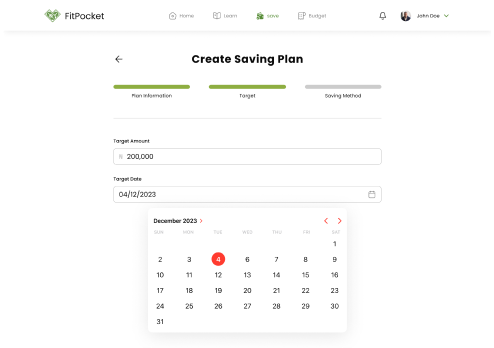 FitPocket
Home Learn Save Budget John Doe
Create Saving Plan
Plan Information Target Saving Method
Target Amount
N 200,000
Target Date
04/12/2023
December 2023
SUN MON TUE WED THU FRI SAT
1
2 3 4 6 7 8 9
10 11 12 13 14 15 16
17 18 19 20 21 22 23
24 25 26 27 28 29 30
31